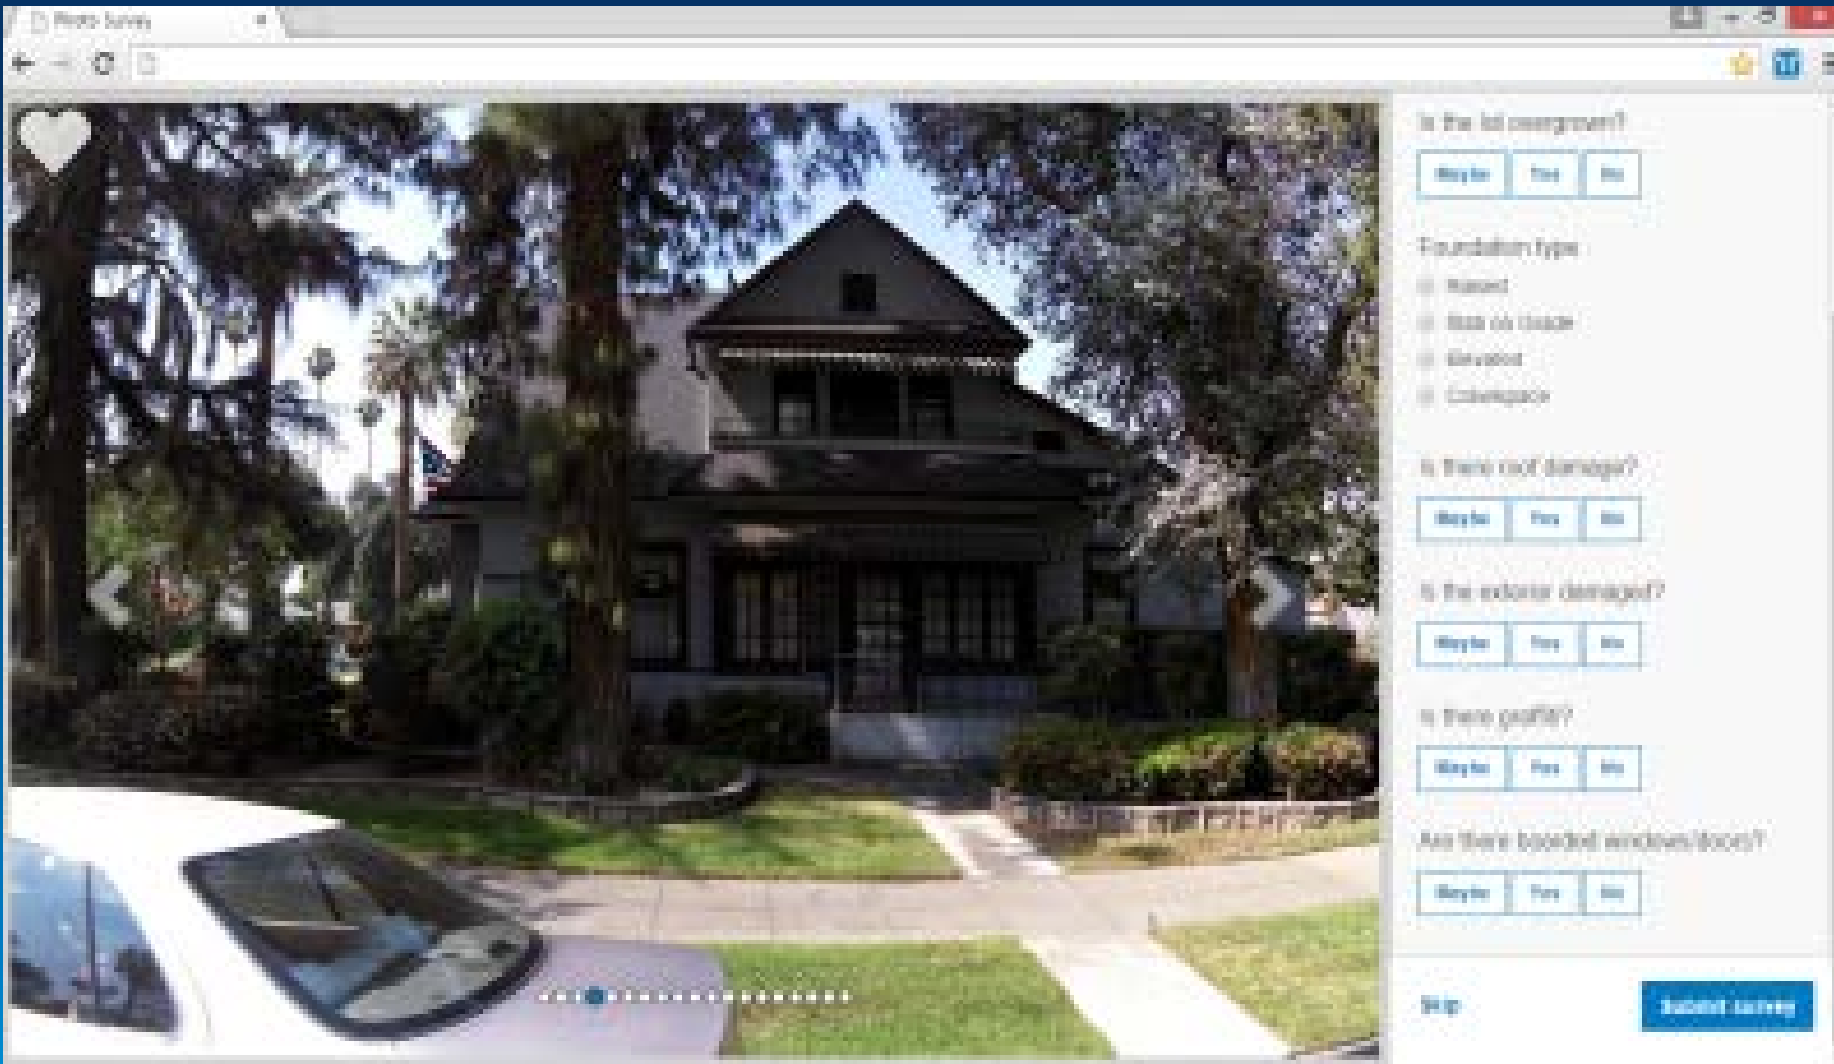 Photo Survey
Is the lot overgrown?
Maybe Yes No
Foundation type
Raised
Slab on Grade
Elevated
Crawlspace
Is there roof damage?
Maybe Yes No
Is the exterior damaged?
Maybe Yes No
Is there graffiti?
Maybe Yes No
Are there boarded windows/doors?
Maybe Yes No
Skip
Submit survey